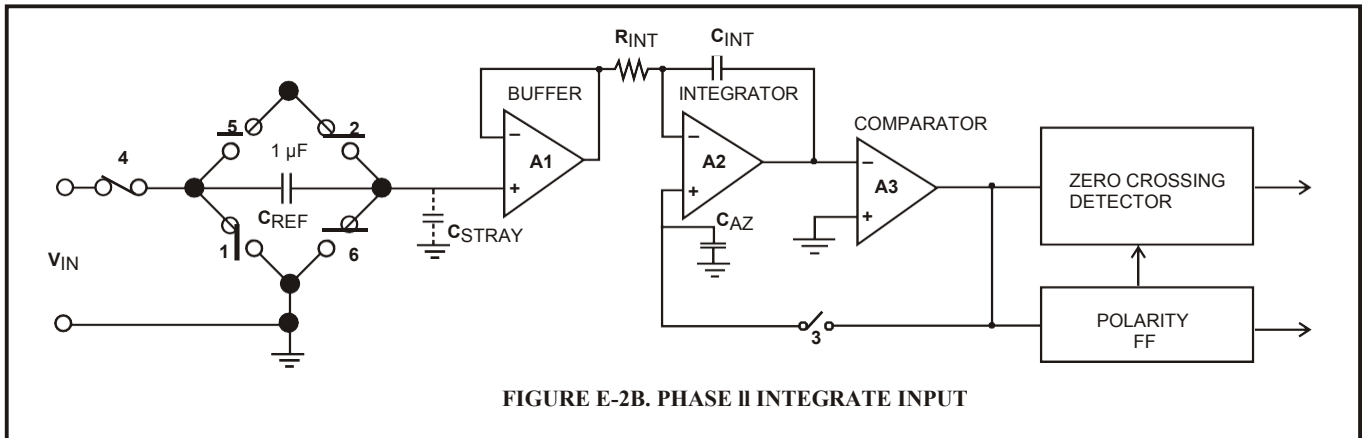 RINT
CINT
BUFFER
INTEGRATOR
COMPARATOR
5
2
1 µF
4
A1
A2
A3
ZERO CROSSING
DETECTOR
CREF
CSTRAY
CAZ
1
6
VIN
3
POLARITY
FF
FIGURE E-2B. PHASE II INTEGRATE INPUT